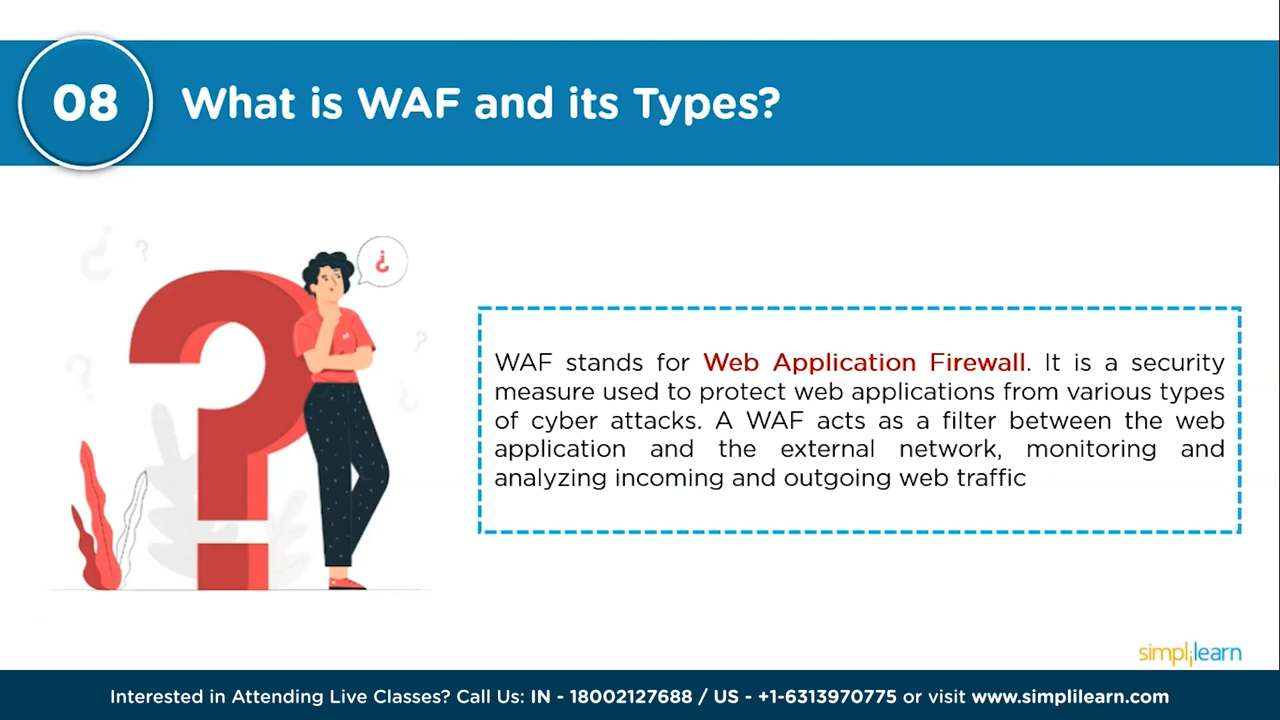 08
What is WAF and its Types?
¿
?
¿
?
?
¿
?
WAF stands for Web Application Firewall. It is a security
measure used to protect web applications from various types
of cyber attacks. A WAF acts as a filter between the web
application and the external network, monitoring and
analyzing incoming and outgoing web traffic
simplilearn
Interested in Attending Live Classes? Call Us: IN - 18002127688 / US - +1-6313970775 or visit www.simplilearn.com